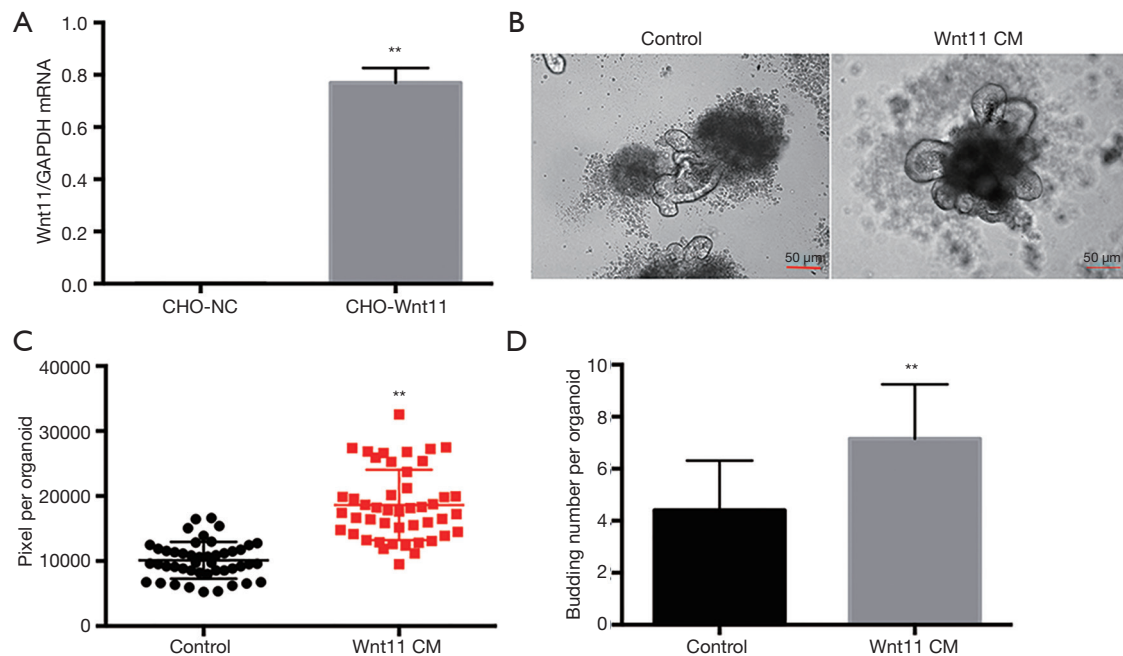 A
Wnt11/GAPDH mRNA
1.0
0.8
0.6
0.4
0.2
0.0
**
CHO-NC
CHO-Wnt11
B
Control
Wnt11 CM
50 μm
50 μm
C
Pixel per organoid
40000
30000
20000
10000
0
**
Control
Wnt11 CM
D
Budding number per organoid
10
8
6
4
2
0
**
Control
Wnt11 CM